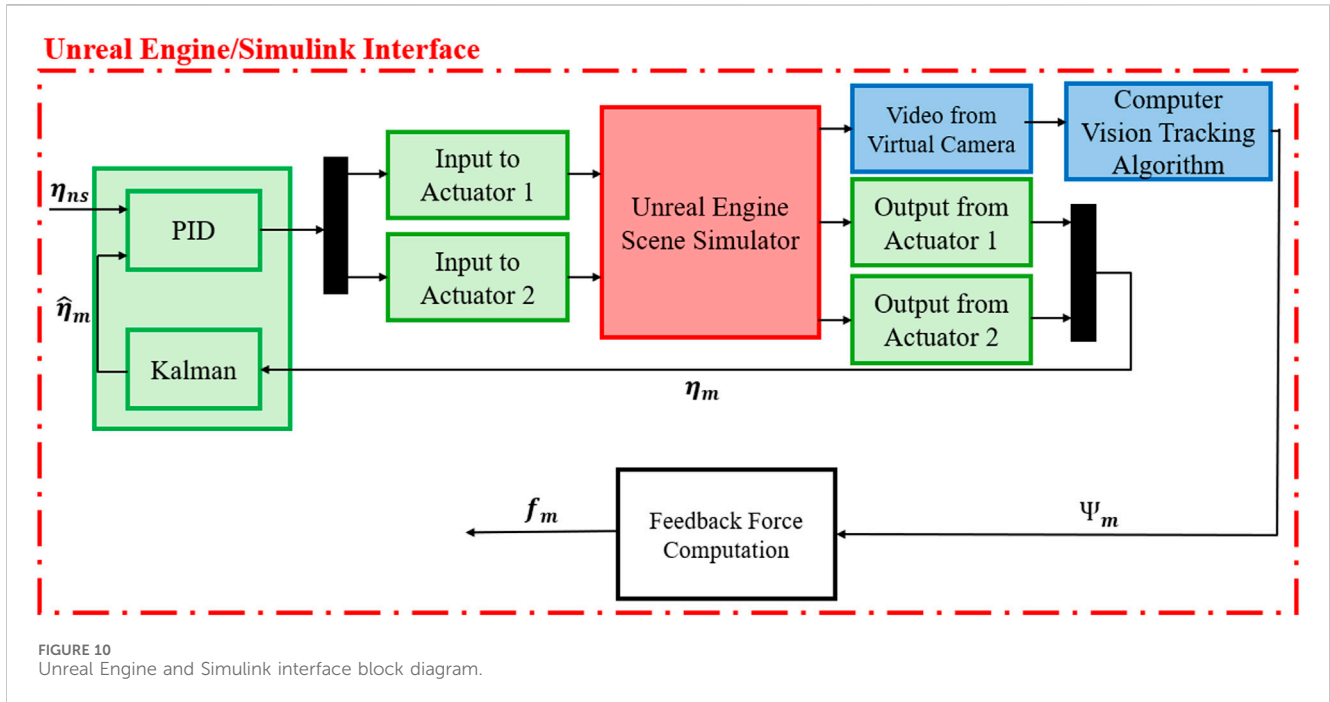 Unreal Engine/Simulink Interface
η_ns
PID
η̂_m
Kalman
Input to
Actuator 1
Input to
Actuator 2
Unreal Engine
Scene Simulator
Video from
Virtual Camera
Computer
Vision Tracking
Algorithm
Output from
Actuator 1
Output from
Actuator 2
η_m
f_m
Feedback Force
Computation
Ψ_m
FIGURE 10
Unreal Engine and Simulink interface block diagram.